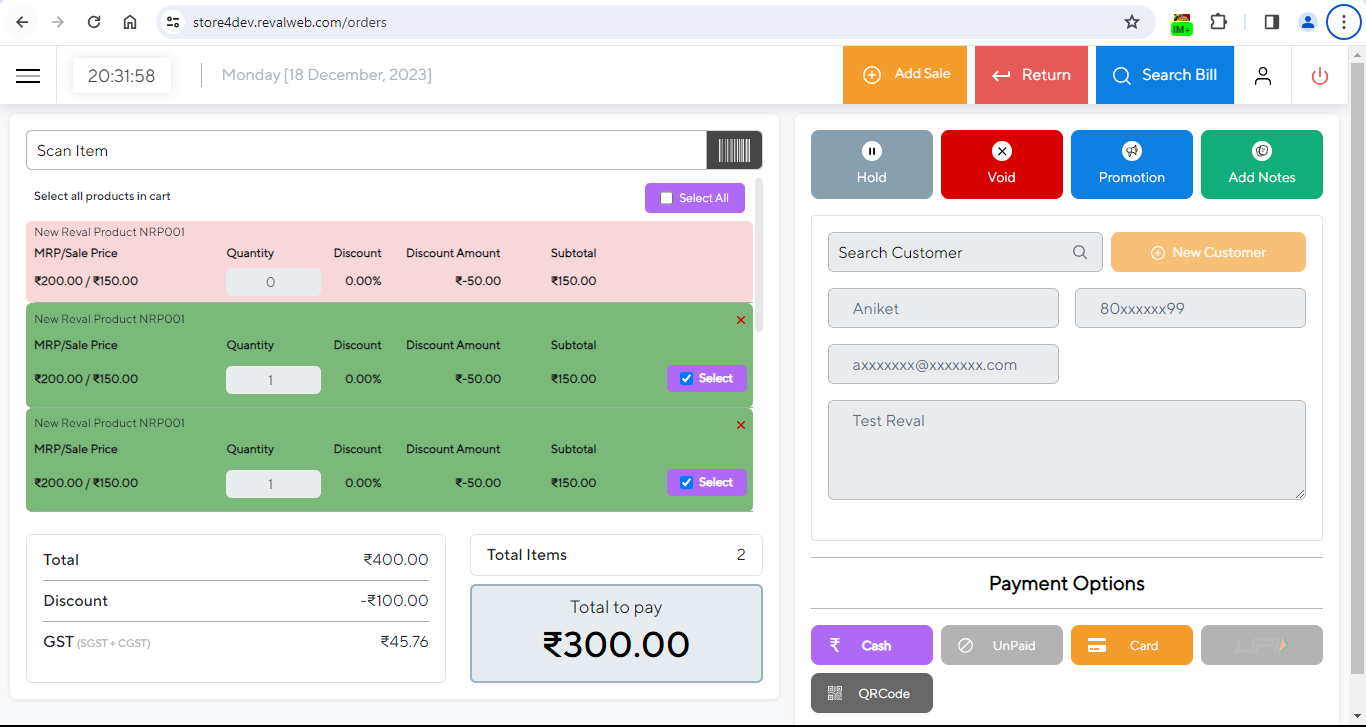 store4dev.revalweb.com/orders
IM+
20:31:58
Monday [18 December, 2023]
Add Sale
Return
Search Bill
Scan Item
Select all products in cart
Select All
New Reval Product NRP001
MRP/Sale Price Quantity Discount Discount Amount Subtotal
₹200.00 / ₹150.00 0 0.00% ₹-50.00 ₹150.00
New Reval Product NRP001
MRP/Sale Price Quantity Discount Discount Amount Subtotal
₹200.00 / ₹150.00 1 0.00% ₹-50.00 ₹150.00 Select
New Reval Product NRP001
MRP/Sale Price Quantity Discount Discount Amount Subtotal
₹200.00 / ₹150.00 1 0.00% ₹-50.00 ₹150.00 Select
Total ₹400.00
Discount -₹100.00
GST (SGST + CGST) ₹45.76
Total Items 2
Total to pay
₹300.00
Hold
Void
Promotion
Add Notes
Search Customer
New Customer
Aniket
80xxxxxx99
axxxxxxx@xxxxxxx.com
Test Reval
Payment Options
₹ Cash
UnPaid
Card
UPI
QRCode